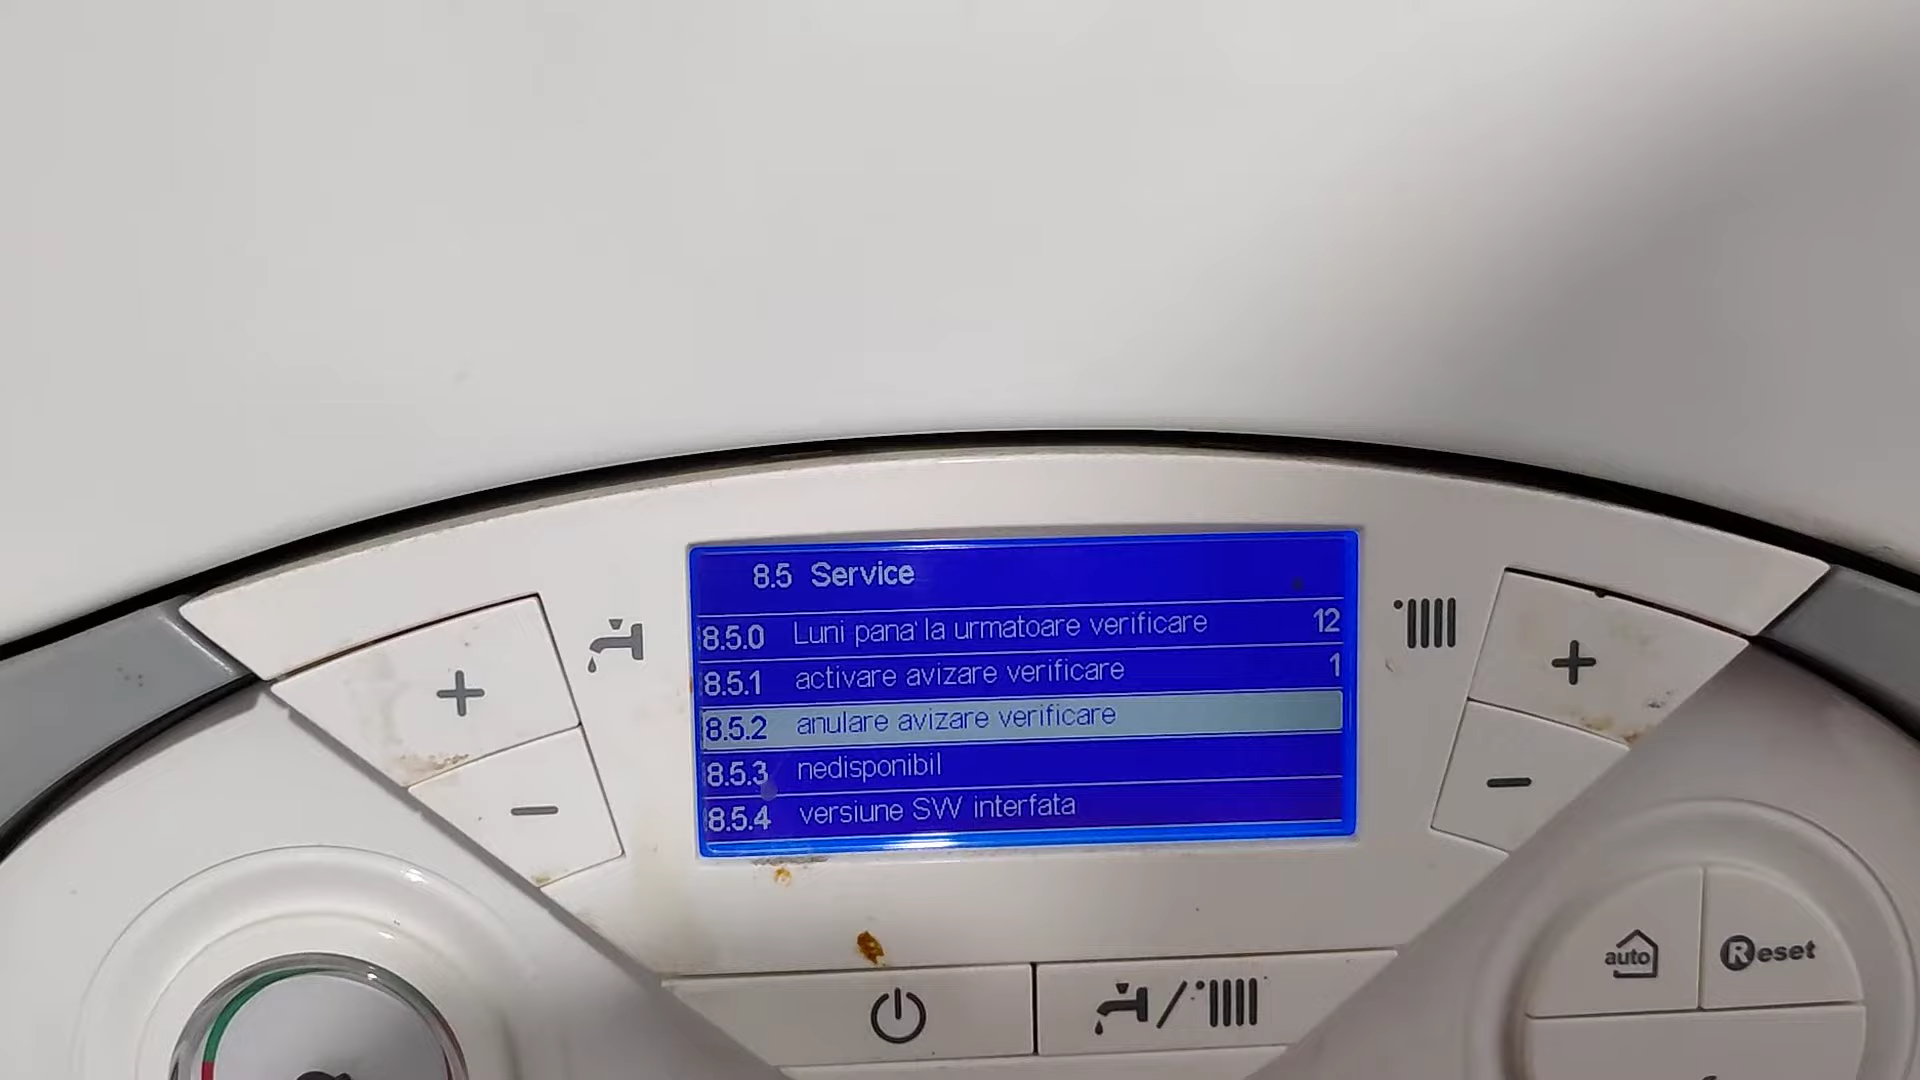 8.5 Service
8.5.0 Luni pana la urmatoare verificare 12
8.5.1 activare avizare verificare 1
8.5.2 anulare avizare verificare
8.5.3 nedisponibil
8.5.4 versiune SW interfata
+
+
-
-
auto
Reset